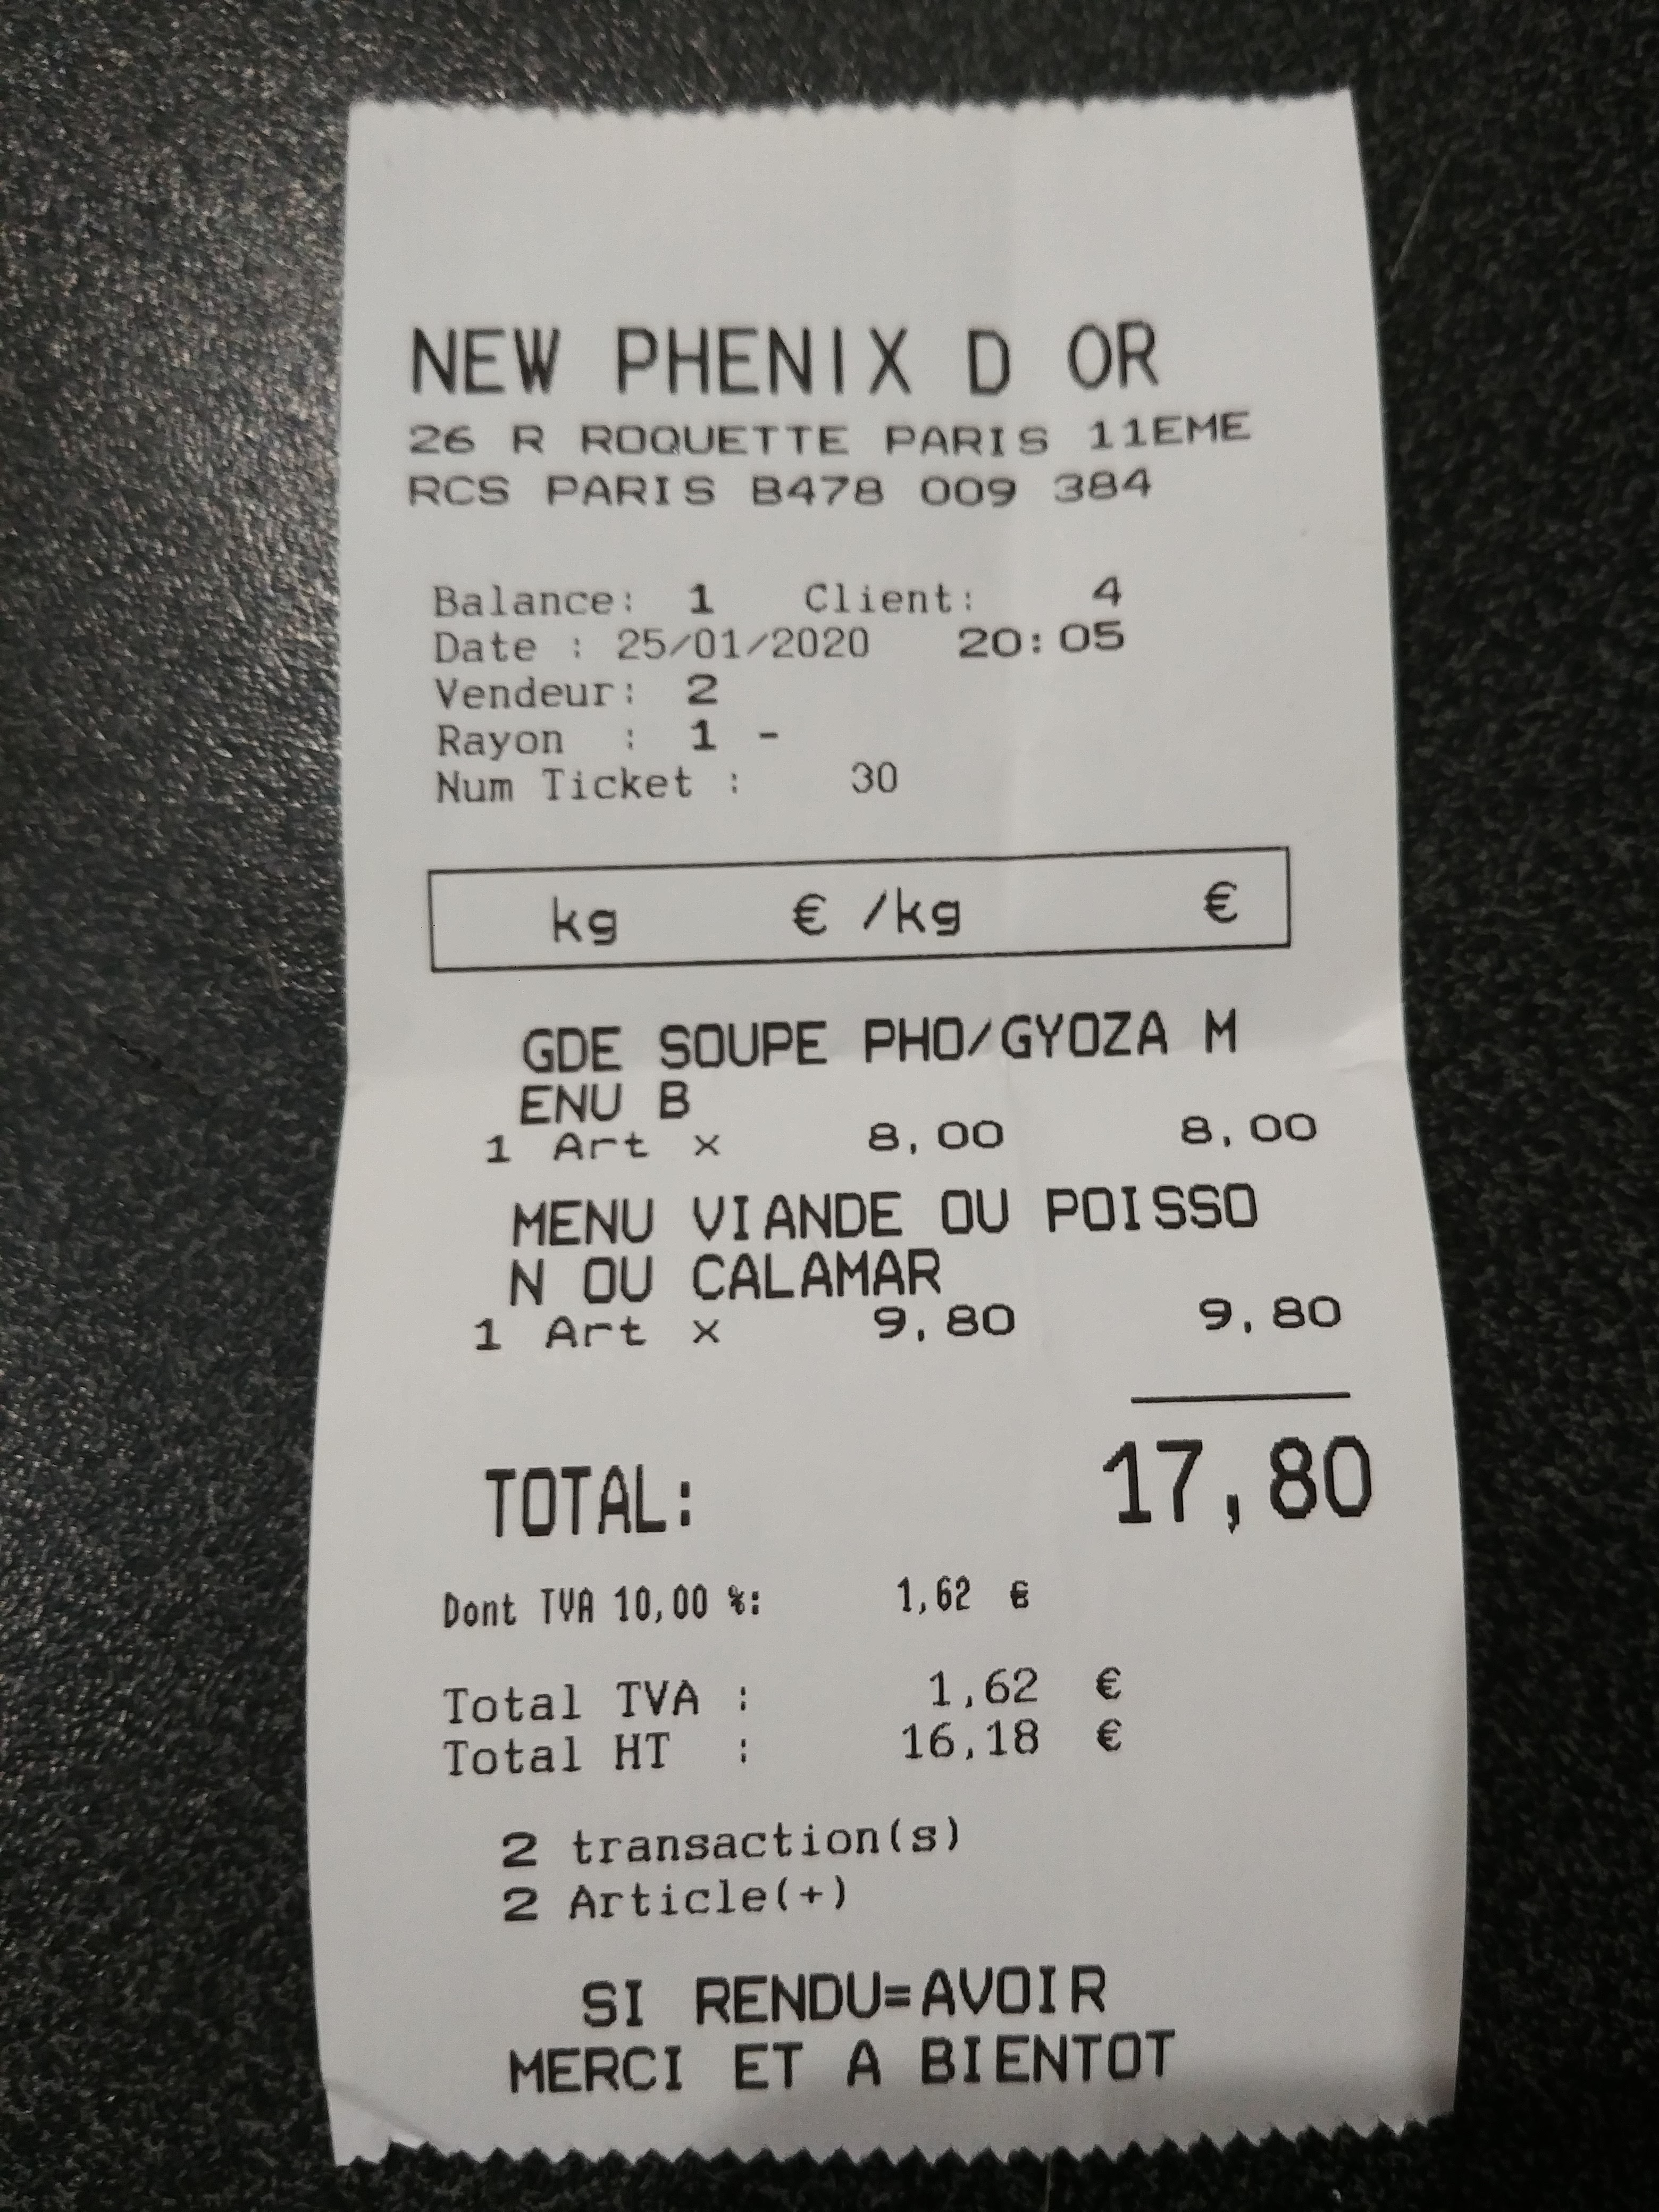 NEW PHENIX D OR
26 R ROQUETTE PARIS 11EME
RCS PARIS B478 009 384
Balance: 1 Client: 4
Date : 25/01/2020 20:05
Vendeur: 2
Rayon : 1 -
Num Ticket : 30
kg € /kg €
GDE SOUPE PHO/GYOZA M
ENU B
1 Art x 8,00 8,00
MENU VIANDE OU POISSO
N OU CALAMAR
1 Art x 9,80 9,80
TOTAL: 17,80
Dont TVA 10,00 %: 1,62 €
Total TVA : 1,62 €
Total HT : 16,18 €
2 transaction(s)
2 Article(+)
SI RENDU=AVOIR
MERCI ET A BIENTOT